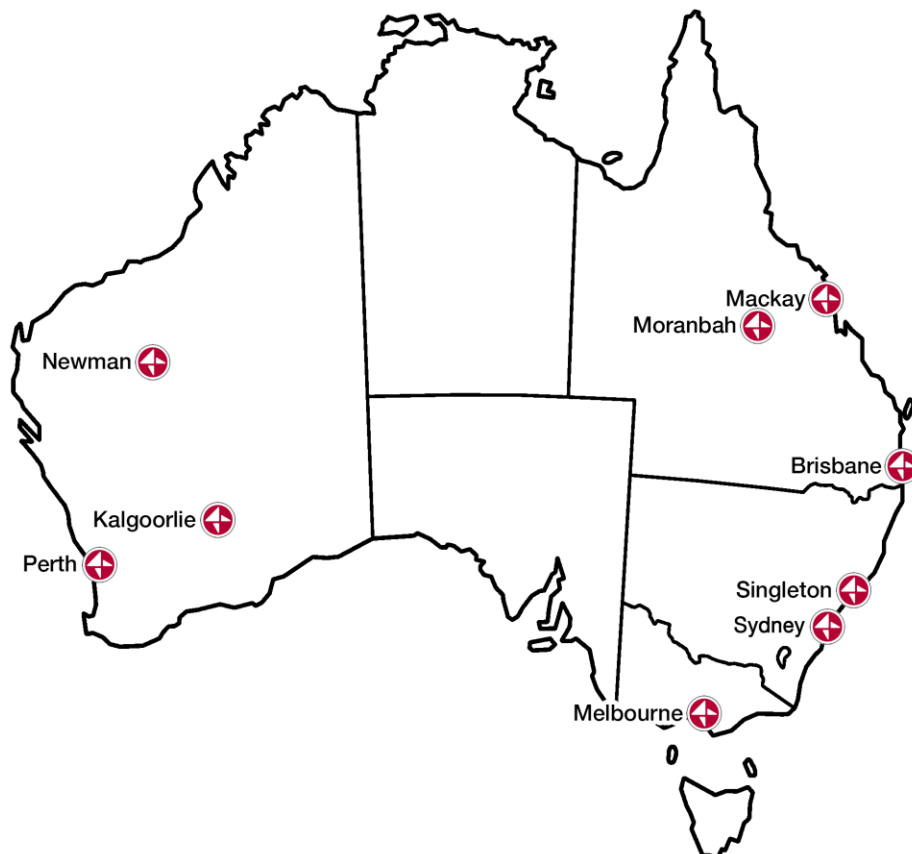 Mackay
Moranbah
Newman
Brisbane
Kalgoorlie
Perth
Singleton
Sydney
Melbourne